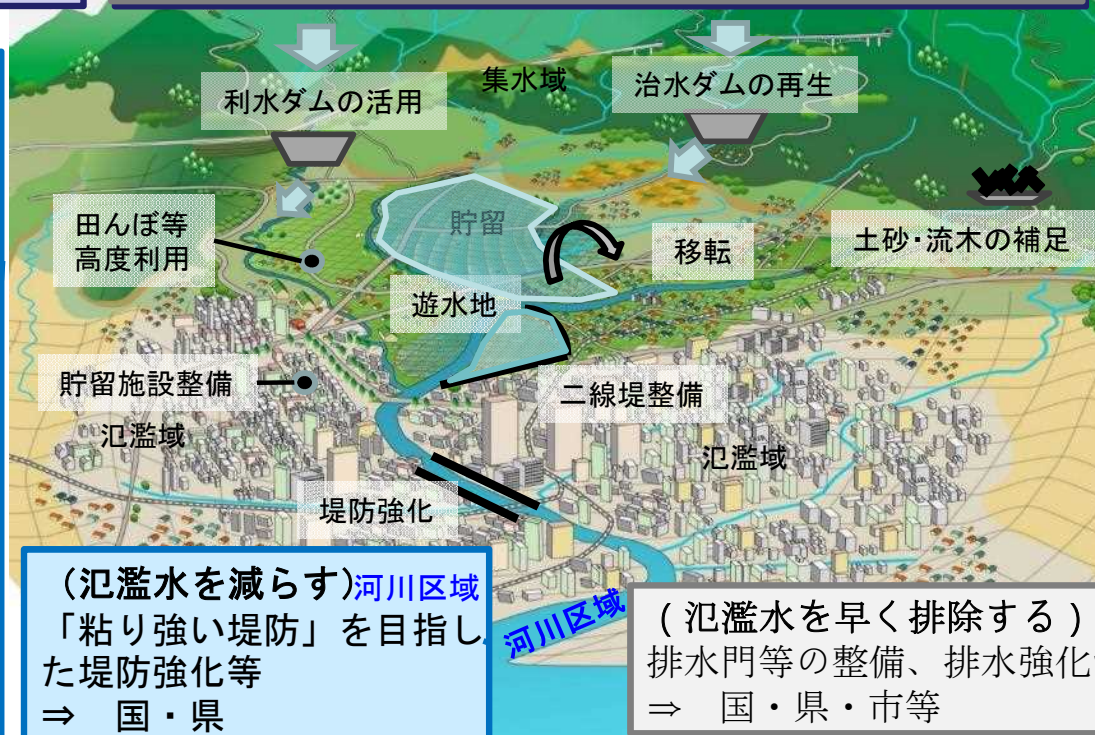 集水域
利水ダムの活用
治水ダムの再生
田んぼ等
高度利用
貯留
移転
土砂・流木の補足
遊水地
貯留施設整備
二線堤整備
氾濫域
氾濫域
堤防強化
（氾濫水を減らす）河川区域
「粘り強い堤防」を目指し
た堤防強化等
⇒ 国・県
河川区域
（氾濫水を早く排除する）
排水門等の整備、排水強化
⇒ 国・県・市等